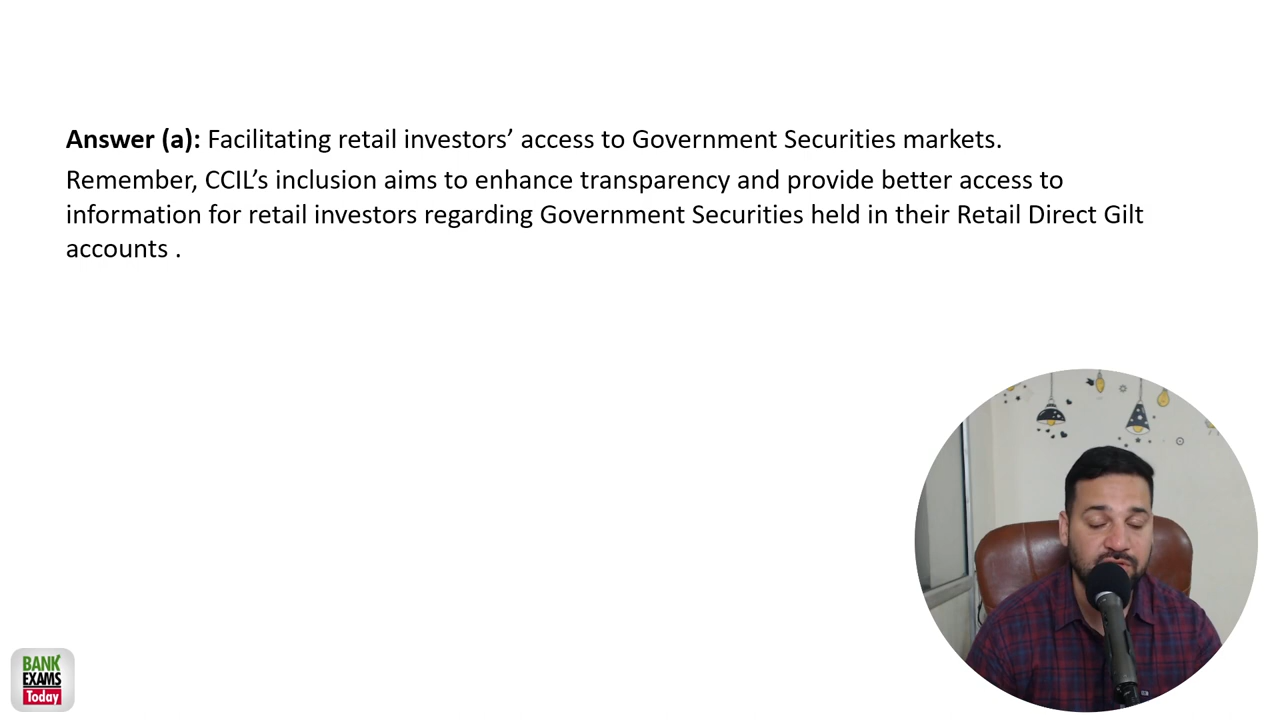 Answer (a): Facilitating retail investors’ access to Government Securities markets.
Remember, CCIL’s inclusion aims to enhance transparency and provide better access to
information for retail investors regarding Government Securities held in their Retail Direct Gilt
accounts .
BANK
EXAMS
Today